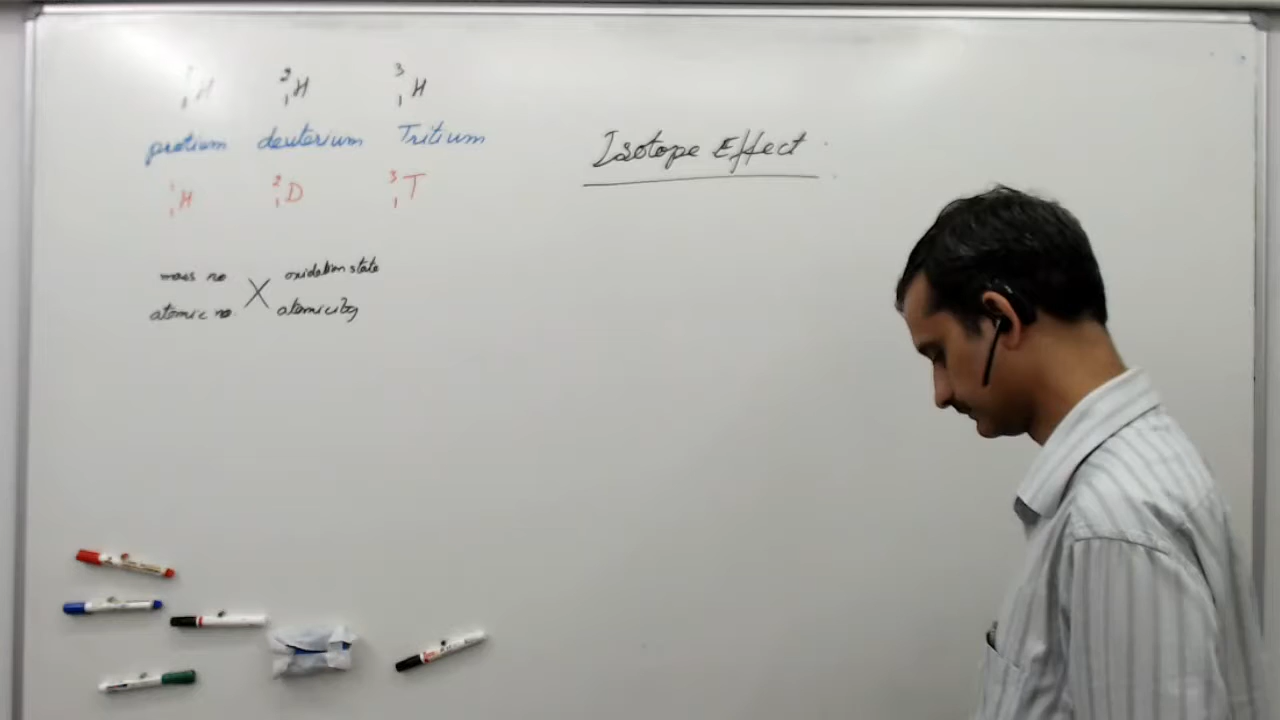 ¹₁H ²₁H ³₁H
protium deuterium Tritium
¹₁H ²₁D ³₁T
Isotope Effect
mass no X oxidation state
atomic no. atomicity